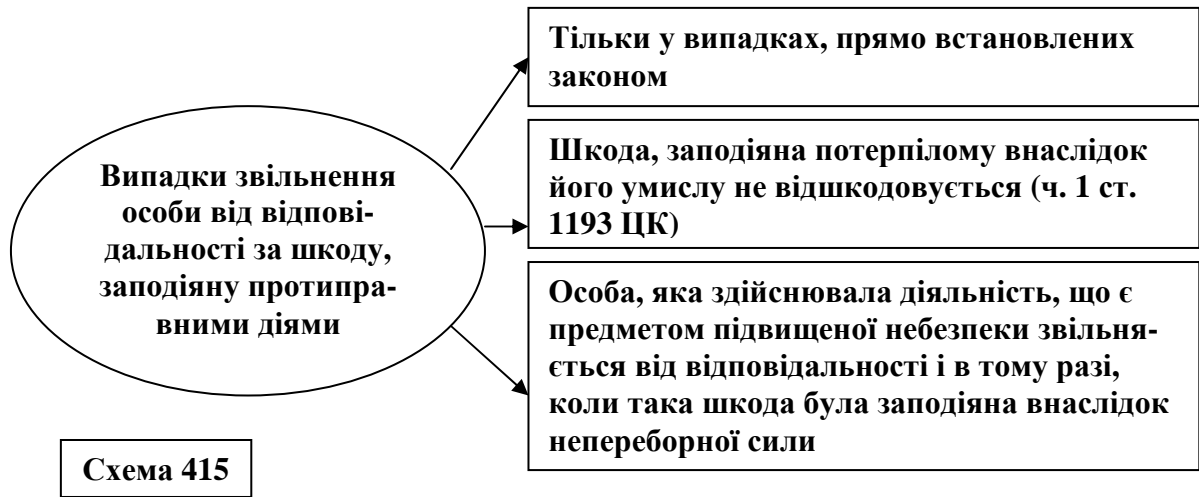 Випадки звільнення
особи від відпові-
дальності за шкоду,
заподіяну протипра-
вними діями
Тільки у випадках, прямо встановлених
законом
Шкода, заподіяна потерпілому внаслідок
його умислу не відшкодовується (ч. 1 ст.
1193 ЦК)
Особа, яка здійснювала діяльність, що є
предметом підвищеної небезпеки звільня-
ється від відповідальності і в тому разі,
коли така шкода була заподіяна внаслідок
непереборної сили
Схема 415